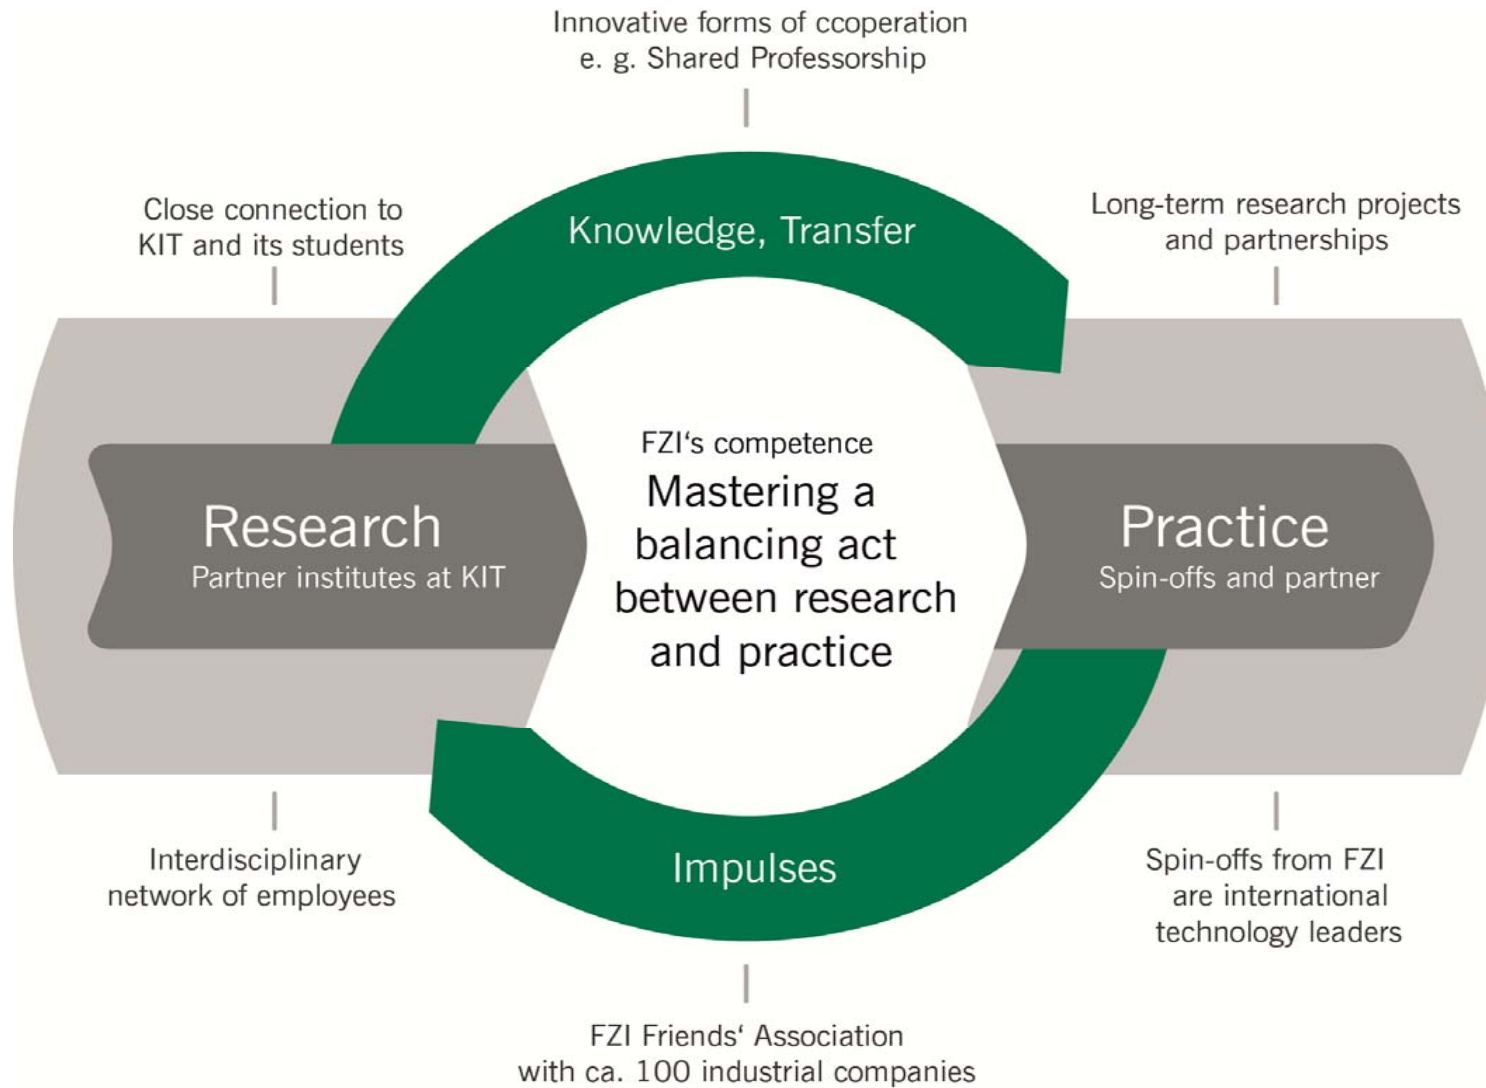 Innovative forms of ccoperation
e. g. Shared Professorship
Close connection to
KIT and its students
Knowledge, Transfer
Long-term research projects
and partnerships
FZI‘s competence
Mastering a
balancing act
between research
and practice
Research
Partner institutes at KIT
Practice
Spin-offs and partner
Interdisciplinary
network of employees
Impulses
Spin-offs from FZI
are international
technology leaders
FZI Friends‘ Association
with ca. 100 industrial companies